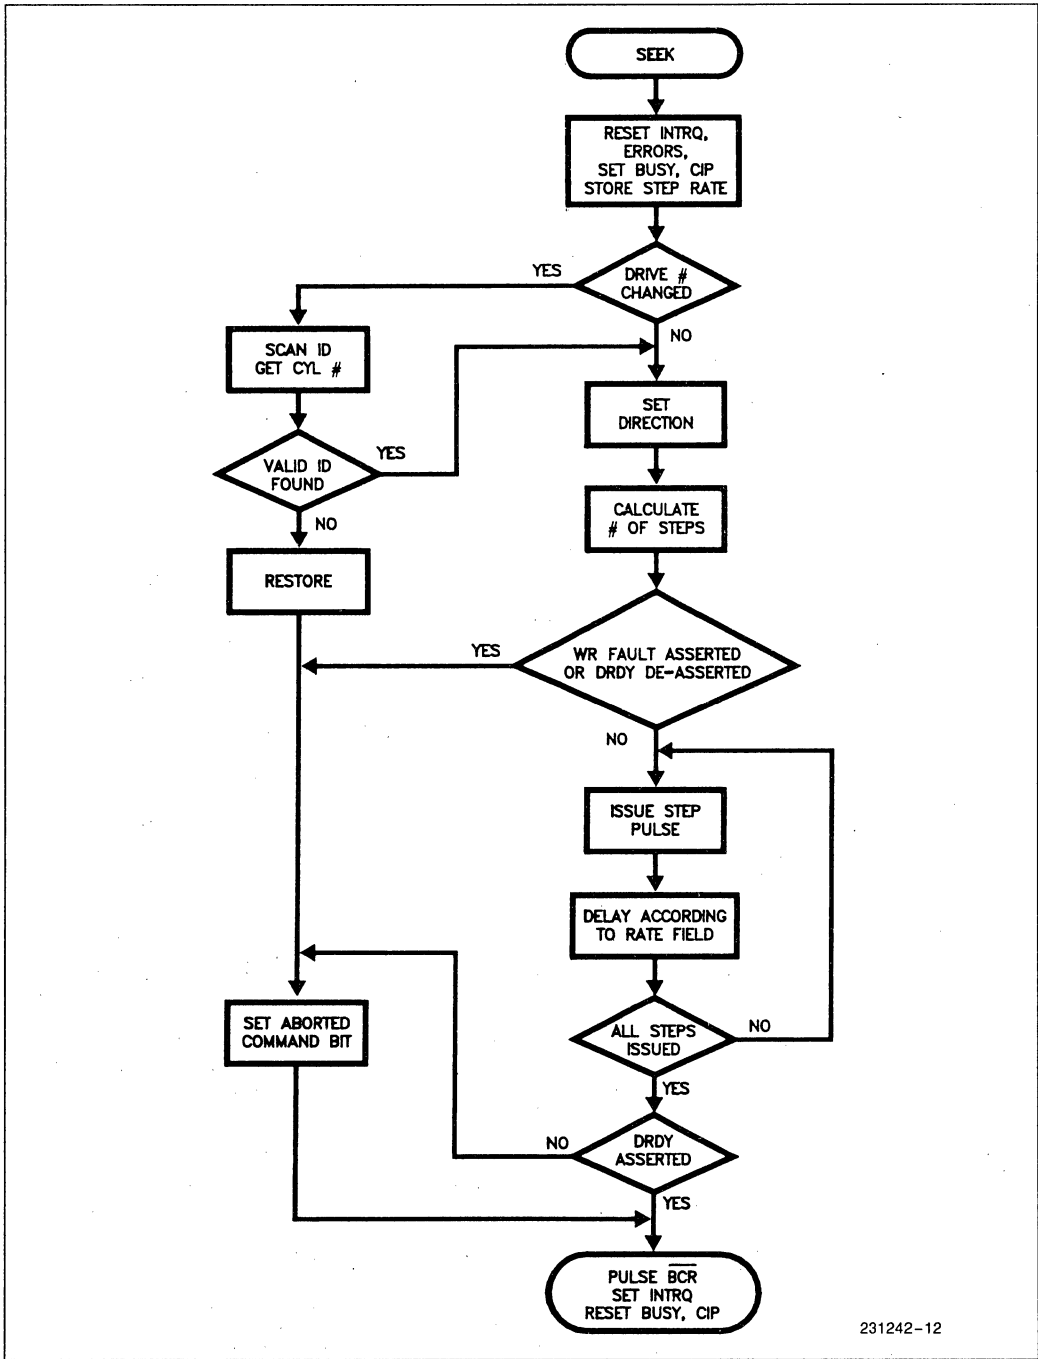 SEEK
RESET INTRQ,
ERRORS,
SET BUSY, CIP
STORE STEP RATE
DRIVE #
CHANGED
YES
NO
SCAN ID
GET CYL #
SET
DIRECTION
VALID ID
FOUND
YES
NO
CALCULATE
# OF STEPS
RESTORE
WR FAULT ASSERTED
OR DRDY DE-ASSERTED
YES
NO
ISSUE STEP
PULSE
DELAY ACCORDING
TO RATE FIELD
SET ABORTED
COMMAND BIT
ALL STEPS
ISSUED
NO
YES
DRDY
ASSERTED
NO
YES
PULSE B̅C̅R̅
SET INTRQ
RESET BUSY, CIP
231242-12